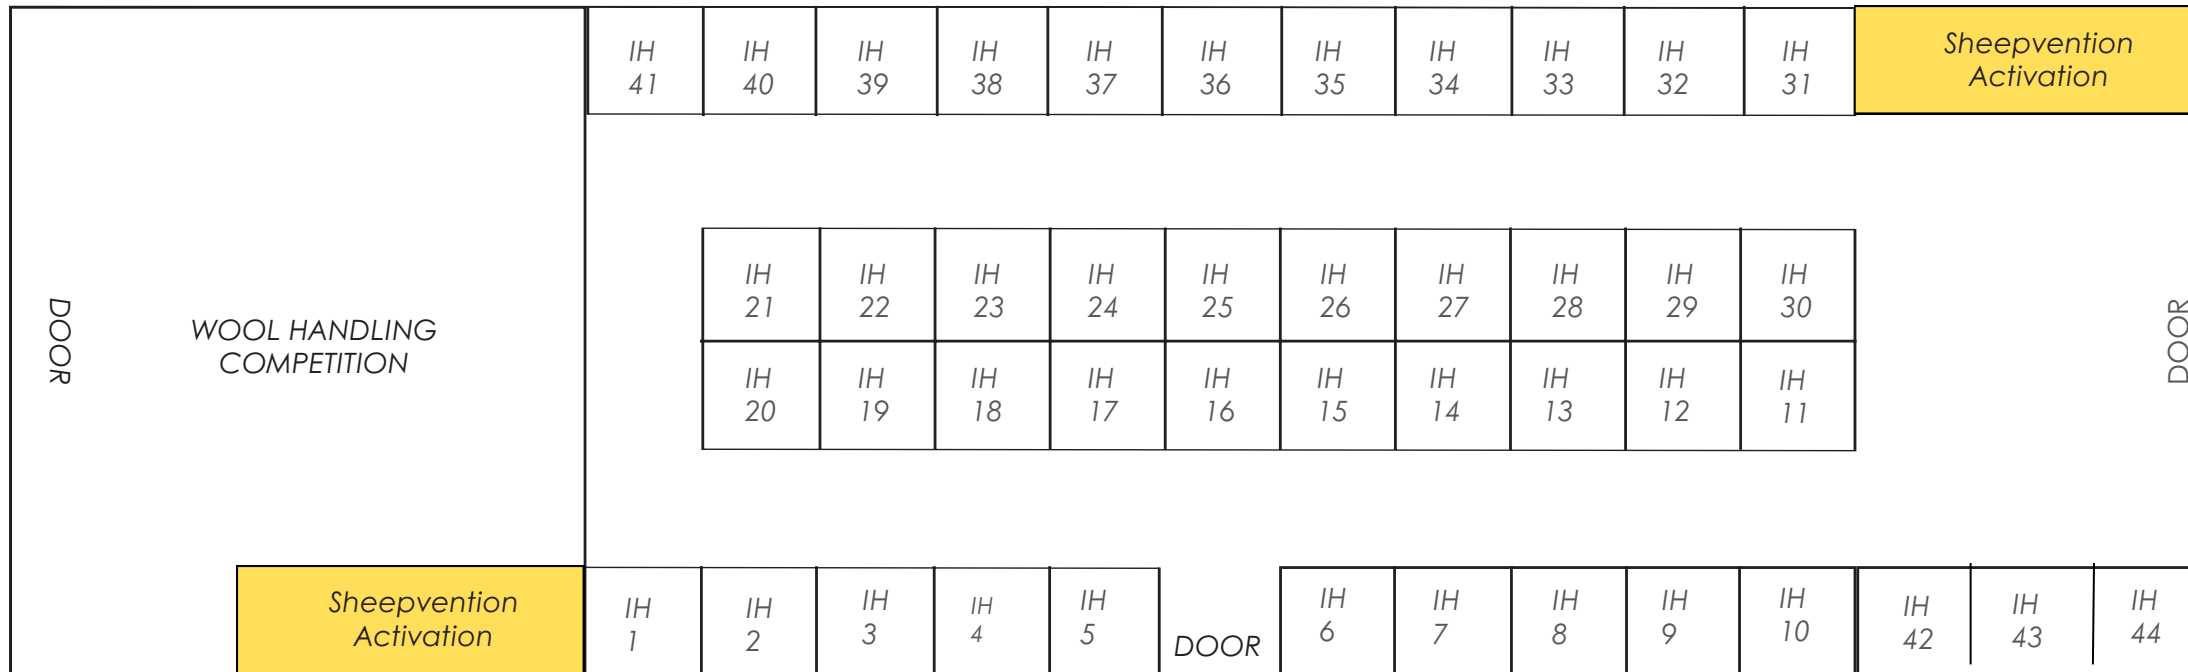 IH
41
IH
40
IH
39
IH
38
IH
37
IH
36
IH
35
IH
34
IH
33
IH
32
IH
31
Sheepvention
Activation
IH
21
IH
22
IH
23
IH
24
IH
25
IH
26
IH
27
IH
28
IH
29
IH
30
DOOR
WOOL HANDLING
COMPETITION
DOOR
IH
20
IH
19
IH
18
IH
17
IH
16
IH
15
IH
14
IH
13
IH
12
IH
11
Sheepvention
Activation
IH
1
IH
2
IH
3
IH
4
IH
5
DOOR
IH
6
IH
7
IH
8
IH
9
IH
10
IH
42
IH
43
IH
44